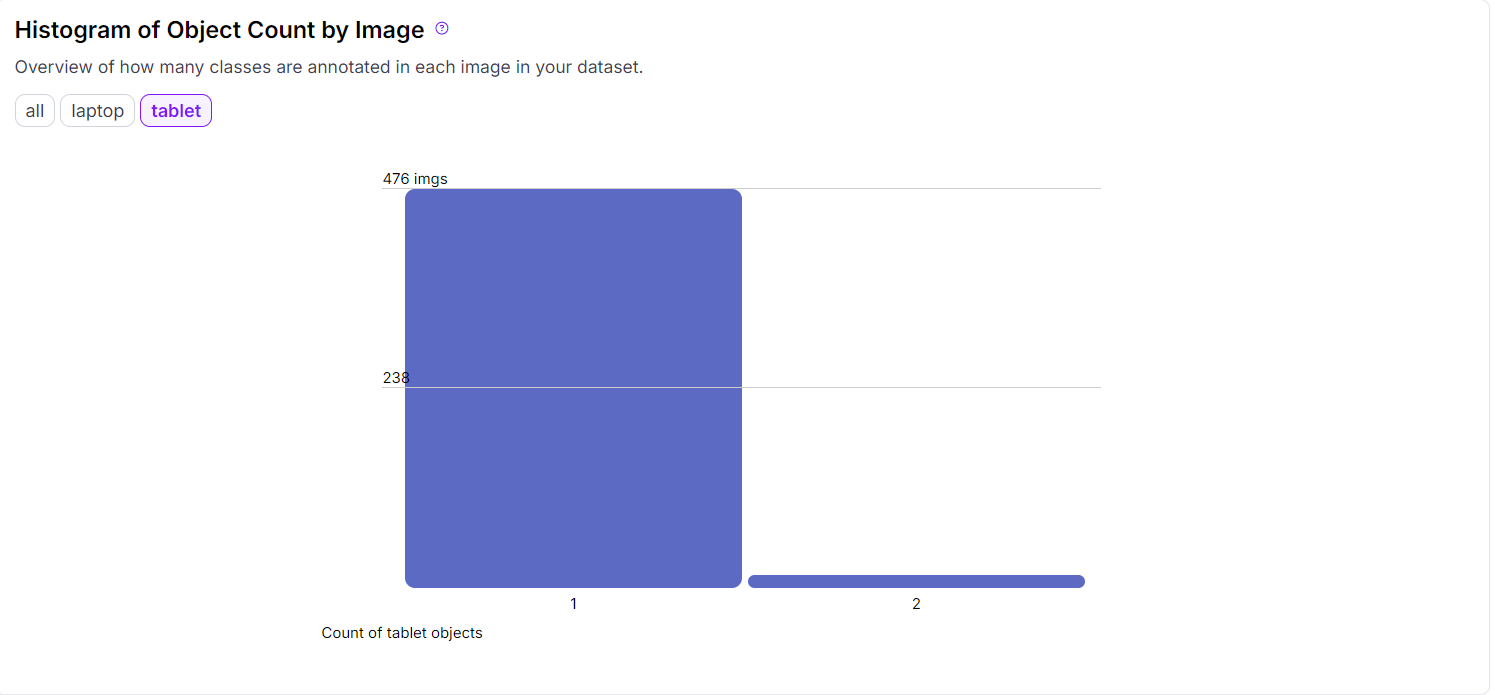 Histogram of Object Count by Image ?
Overview of how many classes are annotated in each image in your dataset.
all laptop tablet
476 imgs
238
1 2
Count of tablet objects